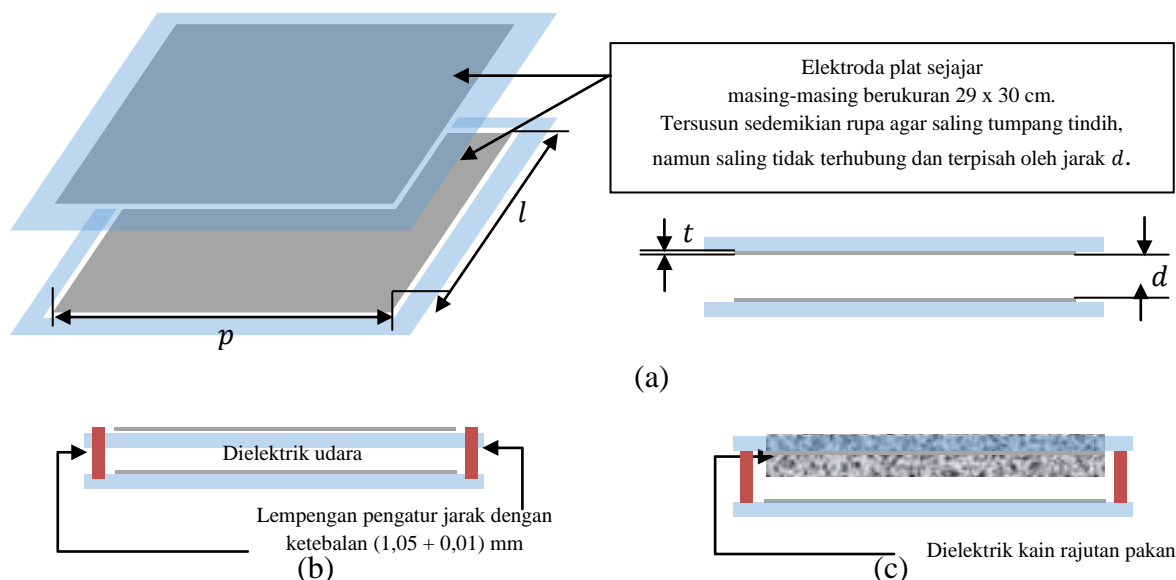 Elektroda plat sejajar
masing-masing berukuran 29 x 30 cm.
Tersusun sedemikian rupa agar saling tumpang tindih,
namun saling tidak terhubung dan terpisah oleh jarak d.
l
p
t
d
(a)
Dielektrik udara
Lempengan pengatur jarak dengan
ketebalan (1,05 + 0,01) mm
(b)
Dielektrik kain rajutan pakan
(c)